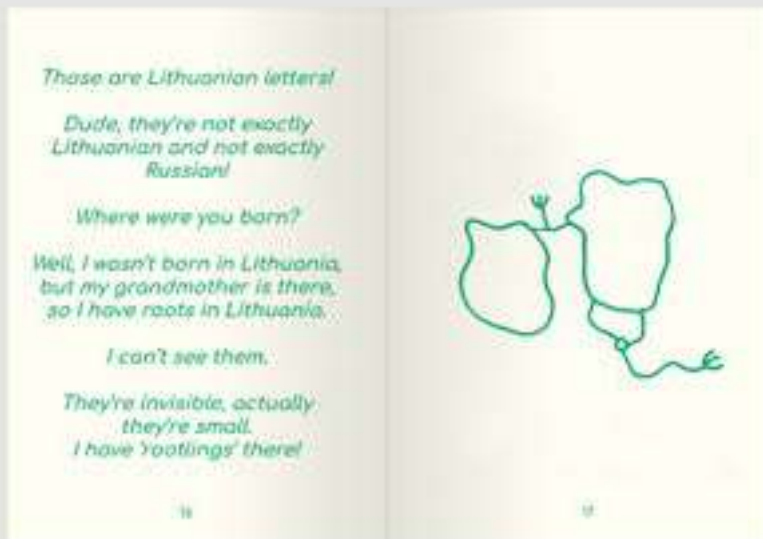 Those are Lithuanian letters!
Dude, they're not exactly
Lithuanian and not exactly
Russian!
Where were you born?
Well, I wasn't born in Lithuania,
but my grandmother is there,
so I have roots in Lithuania.
I can't see them.
They're invisible, actually
they're small.
I have 'rootlings' there!